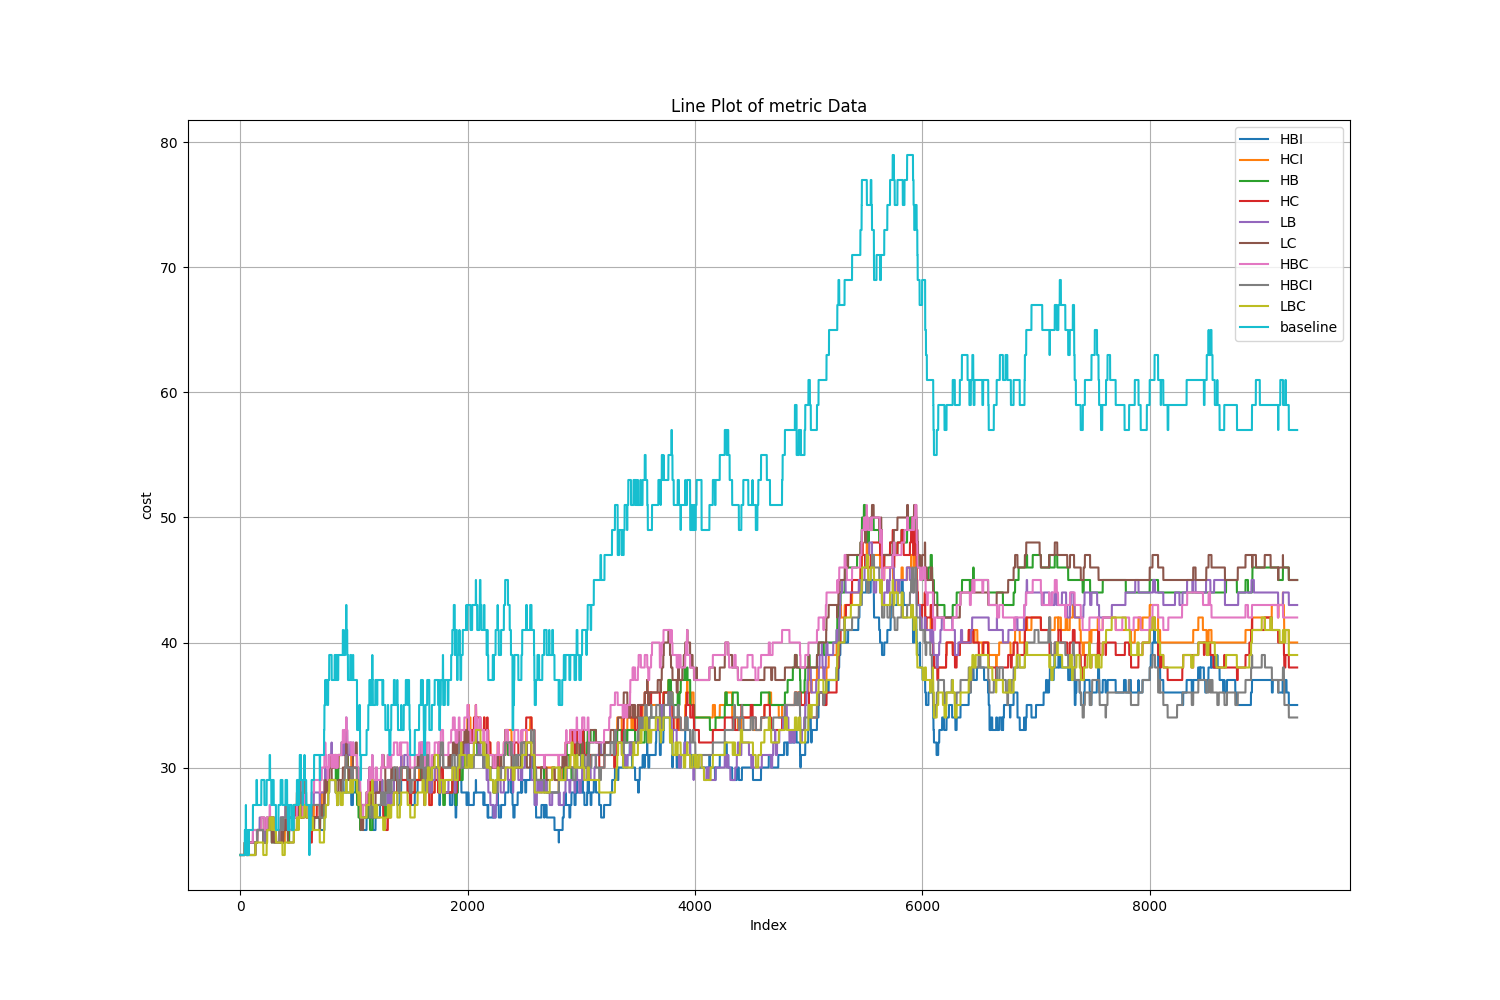 Line Plot of metric Data
80
70
60
50
40
30
cost
0
2000
4000
6000
8000
Index
HBI
HCI
HB
HC
LB
LC
HBC
HBCI
LBC
baseline